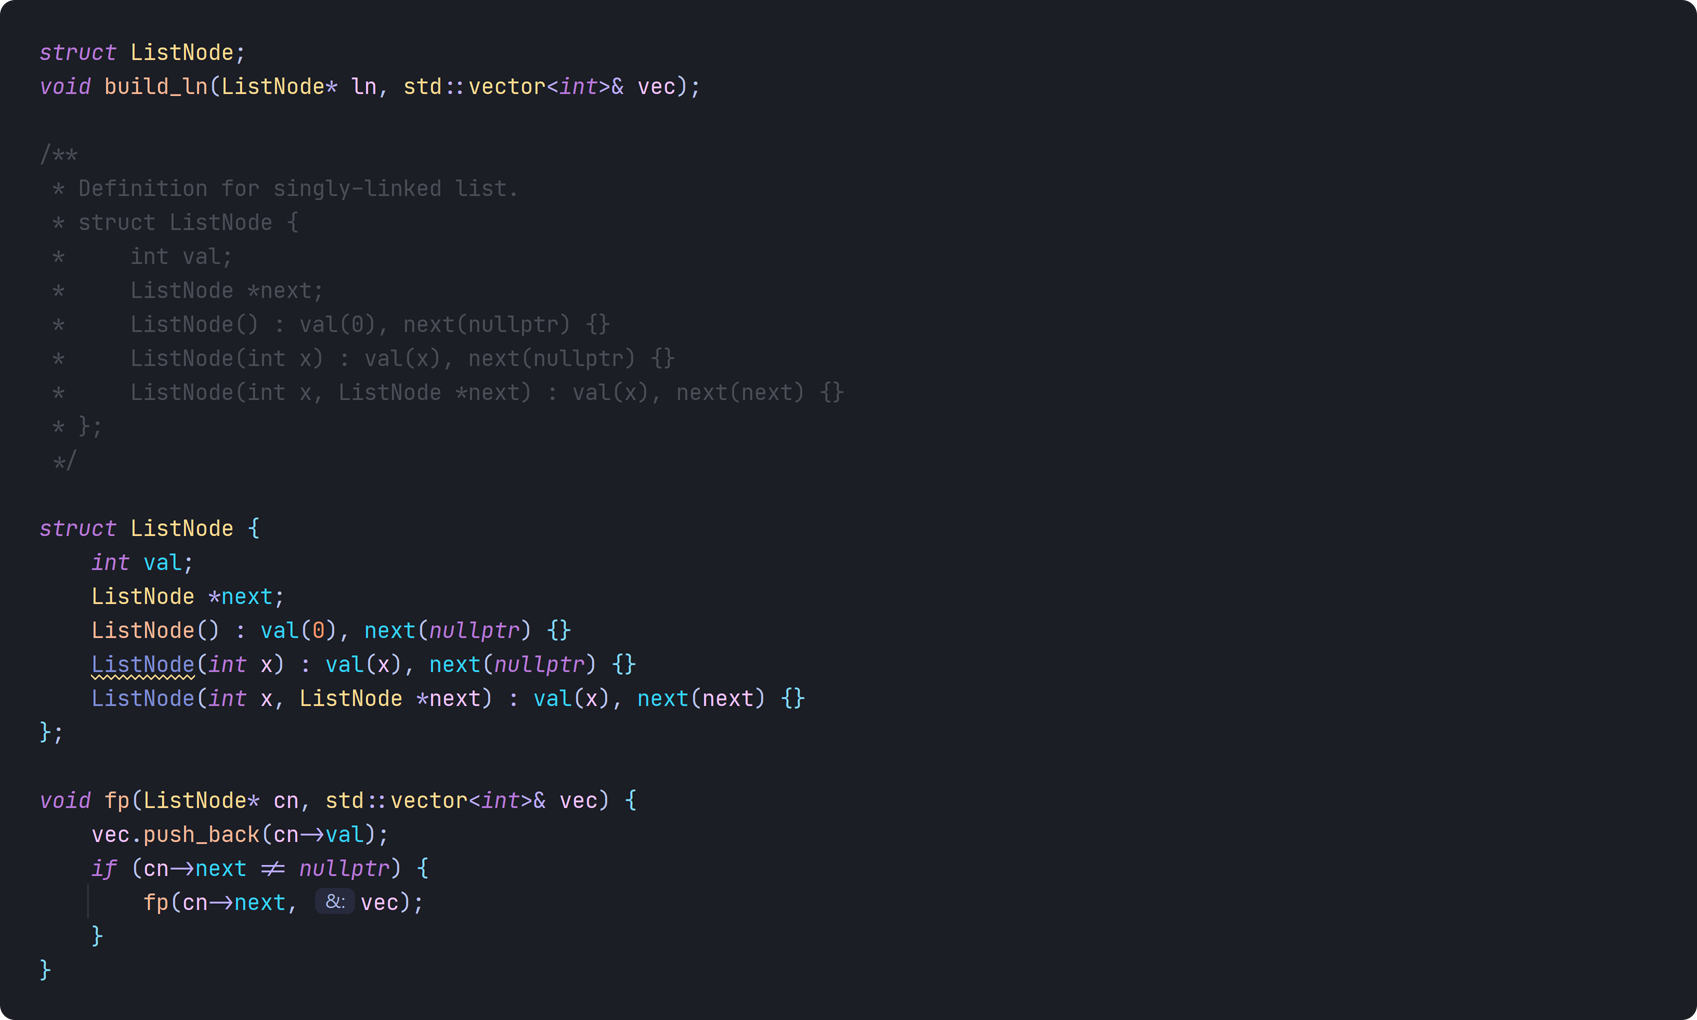 struct ListNode;
void build_ln(ListNode* ln, std::vector<int>& vec);
/**
 * Definition for singly-linked list.
 * struct ListNode {
 *     int val;
 *     ListNode *next;
 *     ListNode() : val(0), next(nullptr) {}
 *     ListNode(int x) : val(x), next(nullptr) {}
 *     ListNode(int x, ListNode *next) : val(x), next(next) {}
 * };
 */
struct ListNode {
    int val;
    ListNode *next;
    ListNode() : val(0), next(nullptr) {}
    ListNode(int x) : val(x), next(nullptr) {}
    ListNode(int x, ListNode *next) : val(x), next(next) {}
};
void fp(ListNode* cn, std::vector<int>& vec) {
    vec.push_back(cn->val);
    if (cn->next != nullptr) {
        fp(cn->next, &: vec);
    }
}